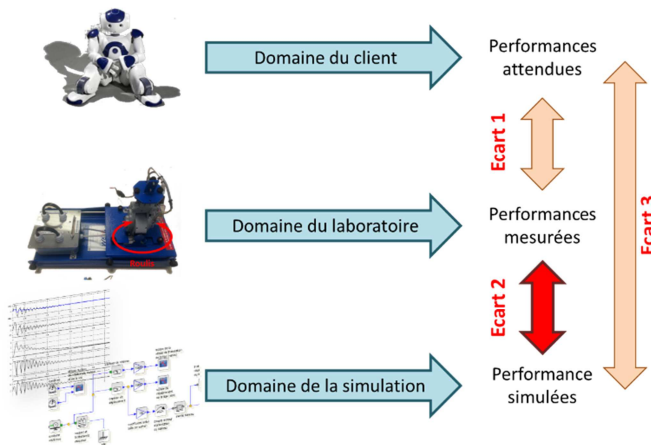 Domaine du client
Performances
attendues
Ecart 1
Domaine du laboratoire
Performances
mesurées
Ecart 3
Ecart 2
Domaine de la simulation
Performance
simulées